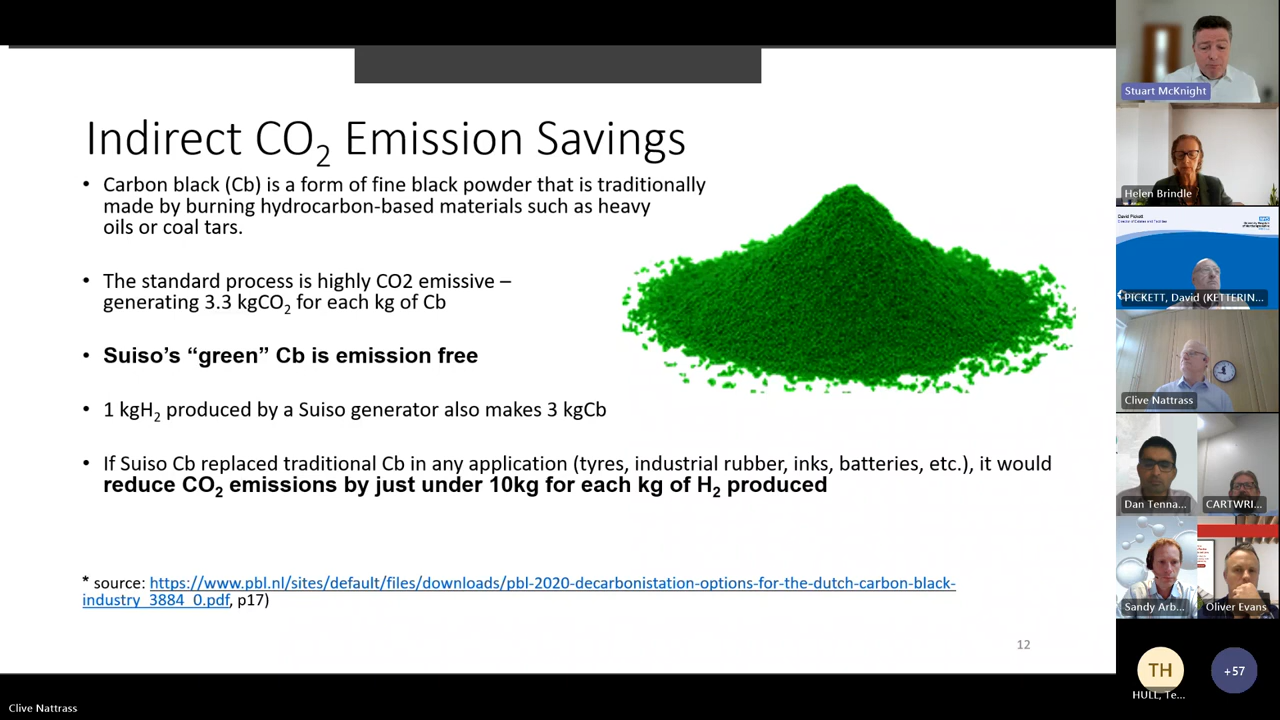 Indirect CO2 Emission Savings
• Carbon black (Cb) is a form of fine black powder that is traditionally
made by burning hydrocarbon-based materials such as heavy
oils or coal tars.
• The standard process is highly CO2 emissive –
generating 3.3 kgCO2 for each kg of Cb
• Suiso’s “green” Cb is emission free
• 1 kgH2 produced by a Suiso generator also makes 3 kgCb
• If Suiso Cb replaced traditional Cb in any application (tyres, industrial rubber, inks, batteries, etc.), it would
reduce CO2 emissions by just under 10kg for each kg of H2 produced
* source: https://www.pbl.nl/sites/default/files/downloads/pbl-2020-decarbonistation-options-for-the-dutch-carbon-black-
industry_3884_0.pdf, p17)
12
Clive Nattrass
Stuart McKnight
Helen Brindle
David Pickett
NHS
PICKETT, David (KETTERIN...
Clive Nattrass
Dan Tenna...
CARTWRI...
Sandy Arb...
Oliver Evans
TH
HULL, Te...
+57